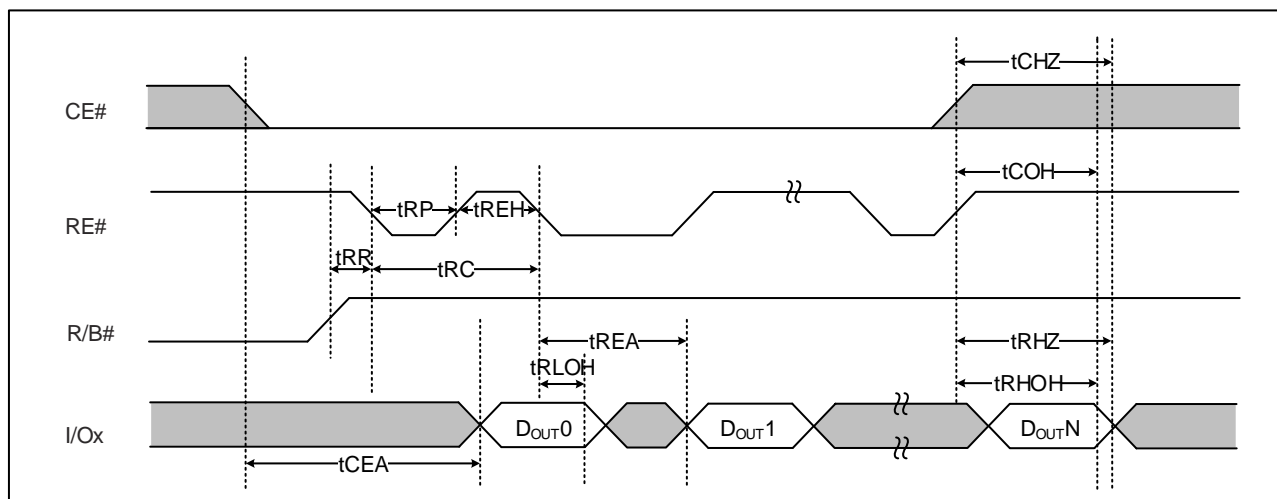 tCHZ
CE#
tCOH
RE#
tRP
tREH
tRR
tRC
R/B#
tREA
tRHZ
tRLOH
tRHOH
I/Ox
DOUT0
DOUT1
DOUTN
tCEA